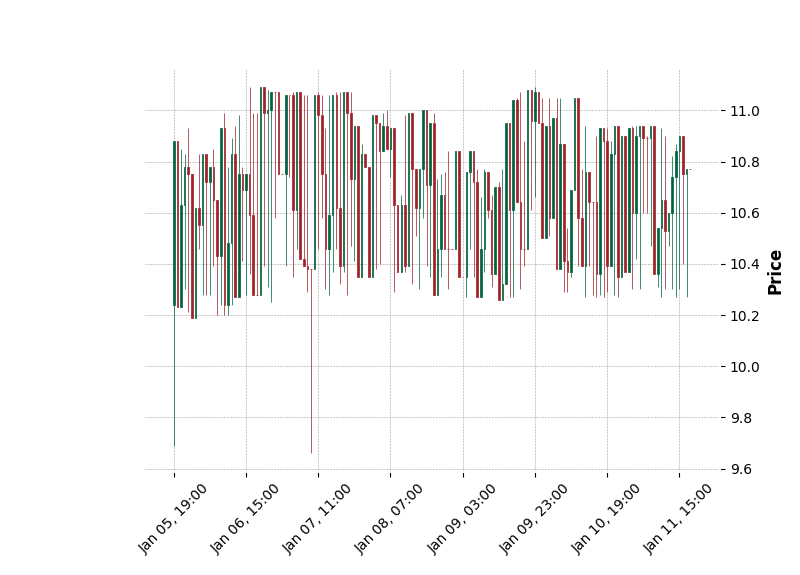 11.0
10.8
10.6
10.4
10.2
10.0
9.8
9.6
Price
Jan 05, 19:00
Jan 06, 15:00
Jan 07, 11:00
Jan 08, 07:00
Jan 09, 03:00
Jan 09, 23:00
Jan 10, 19:00
Jan 11, 15:00